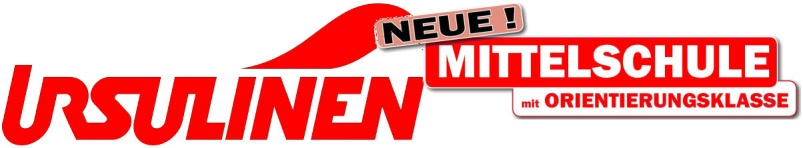 URSULINEN
NEUE !
MITTELSCHULE
mit ORIENTIERUNGSKLASSE